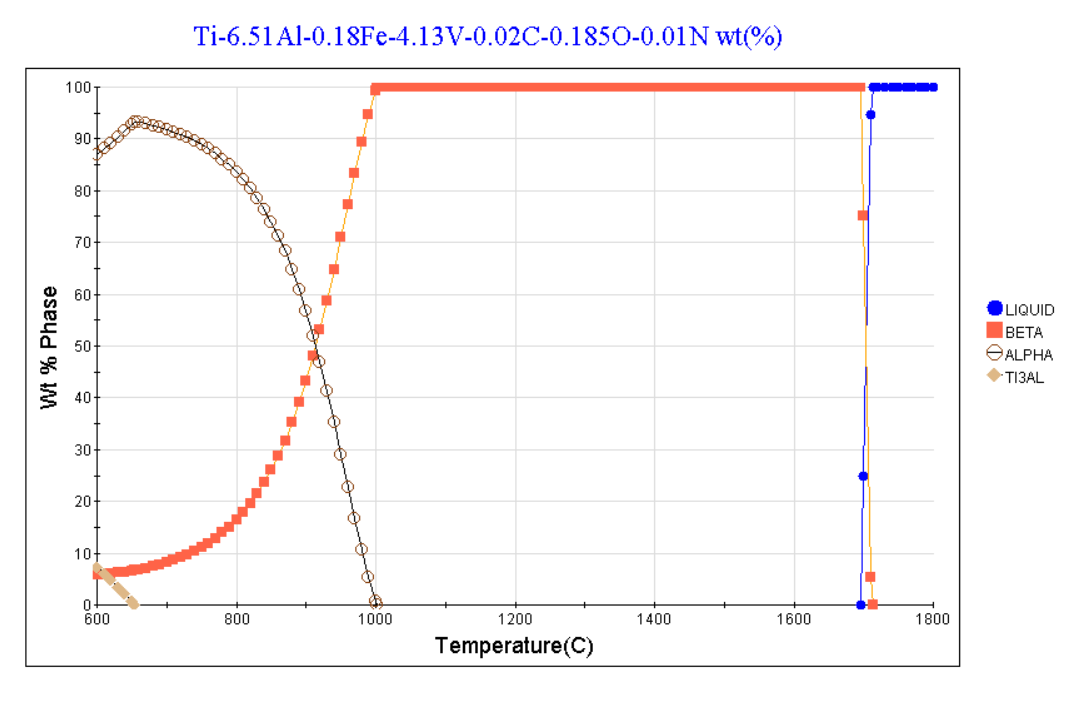 Ti-6.51Al-0.18Fe-4.13V-0.02C-0.185O-0.01N wt(%)
100
90
80
70
60
50
40
30
20
10
0
Wt % Phase
600 800 1000 1200 1400 1600 1800
Temperature(C)
LIQUID
BETA
ALPHA
TI3AL